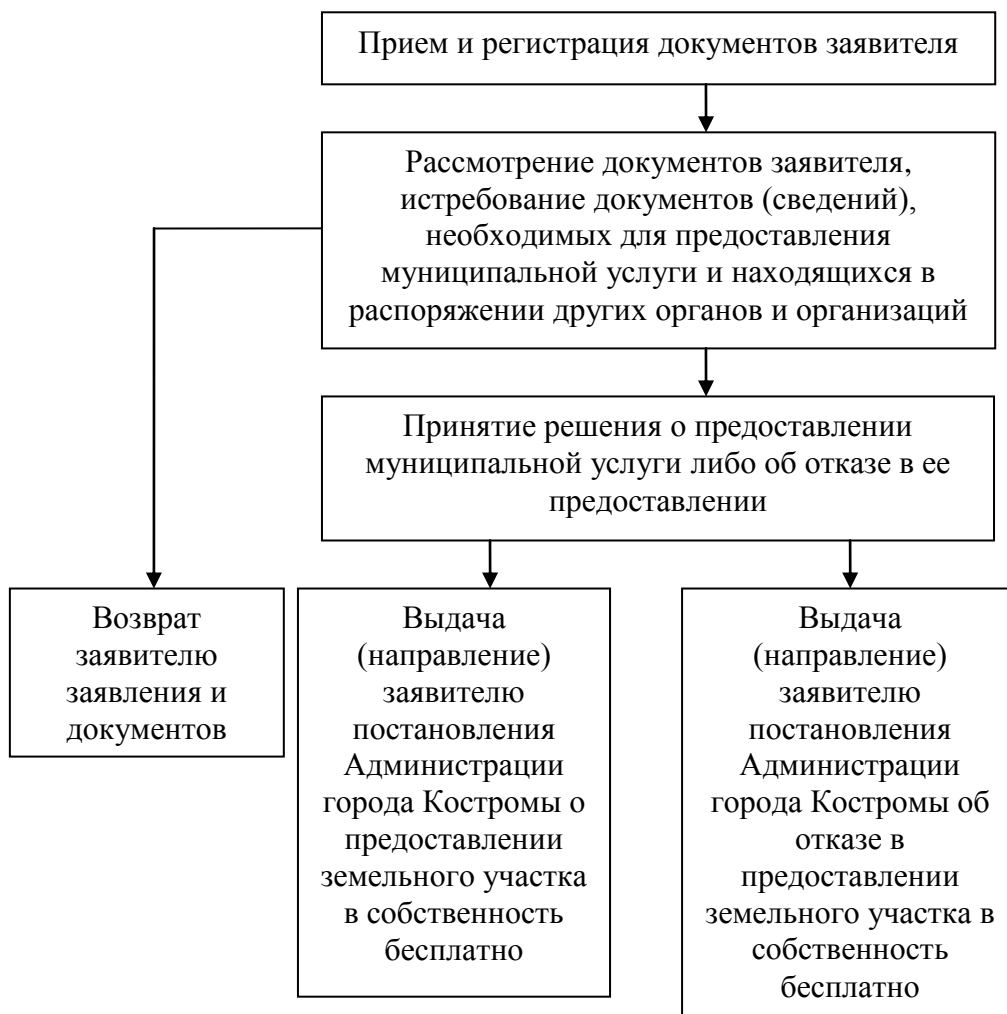 Прием и регистрация документов заявителя
Рассмотрение документов заявителя,
истребование документов (сведений),
необходимых для предоставления
муниципальной услуги и находящихся в
распоряжении других органов и организаций
Принятие решения о предоставлении
муниципальной услуги либо об отказе в ее
предоставлении
Возврат
заявителю
заявления и
документов
Выдача
(направление)
заявителю
постановления
Администрации
города Костромы о
предоставлении
земельного участка
в собственность
бесплатно
Выдача
(направление)
заявителю
постановления
Администрации
города Костромы об
отказе в
предоставлении
земельного участка в
собственность
бесплатно